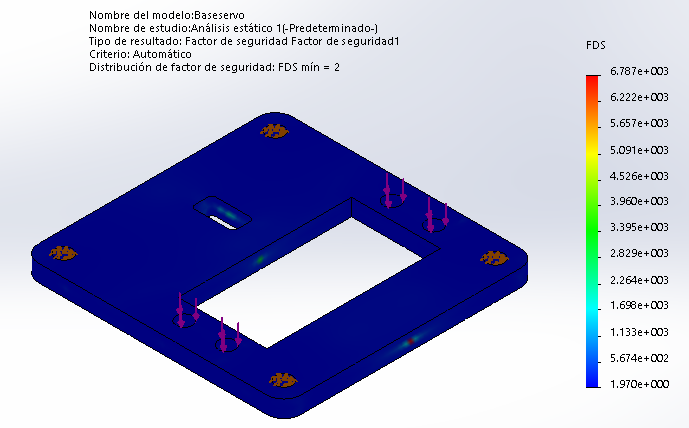 Nombre del modelo:Baseservo
Nombre de estudio:Análisis estático 1(-Predeterminado-)
Tipo de resultado: Factor de seguridad Factor de seguridad1
Criterio: Automático
Distribución de factor de seguridad: FDS mín = 2
FDS
6.787e+003
6.222e+003
5.657e+003
5.091e+003
4.526e+003
3.960e+003
3.395e+003
2.829e+003
2.264e+003
1.698e+003
1.133e+003
5.674e+002
1.970e+000